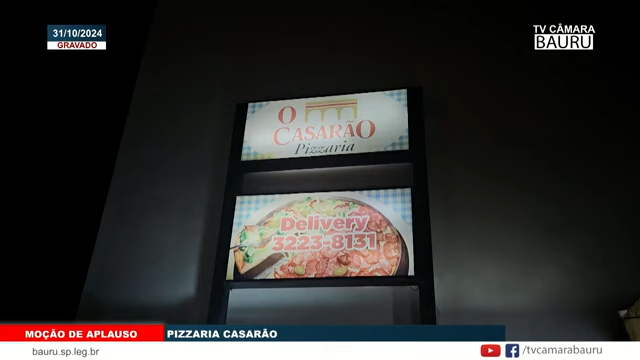 31/10/2024
GRAVADO
TV CÂMARA
BAURU
O
CASARÃO
Pizzaria
Delivery
3223-8131
MOÇÃO DE APLAUSO
PIZZARIA CASARÃO
bauru.sp.leg.br
/tvcamarabauru